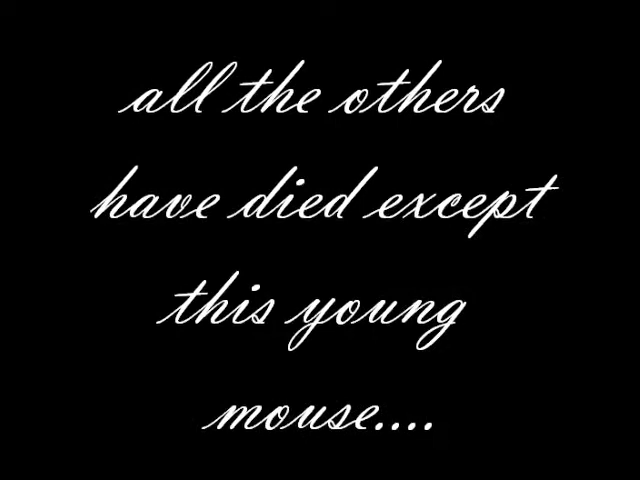 all the others
have died except
this young
mouse....